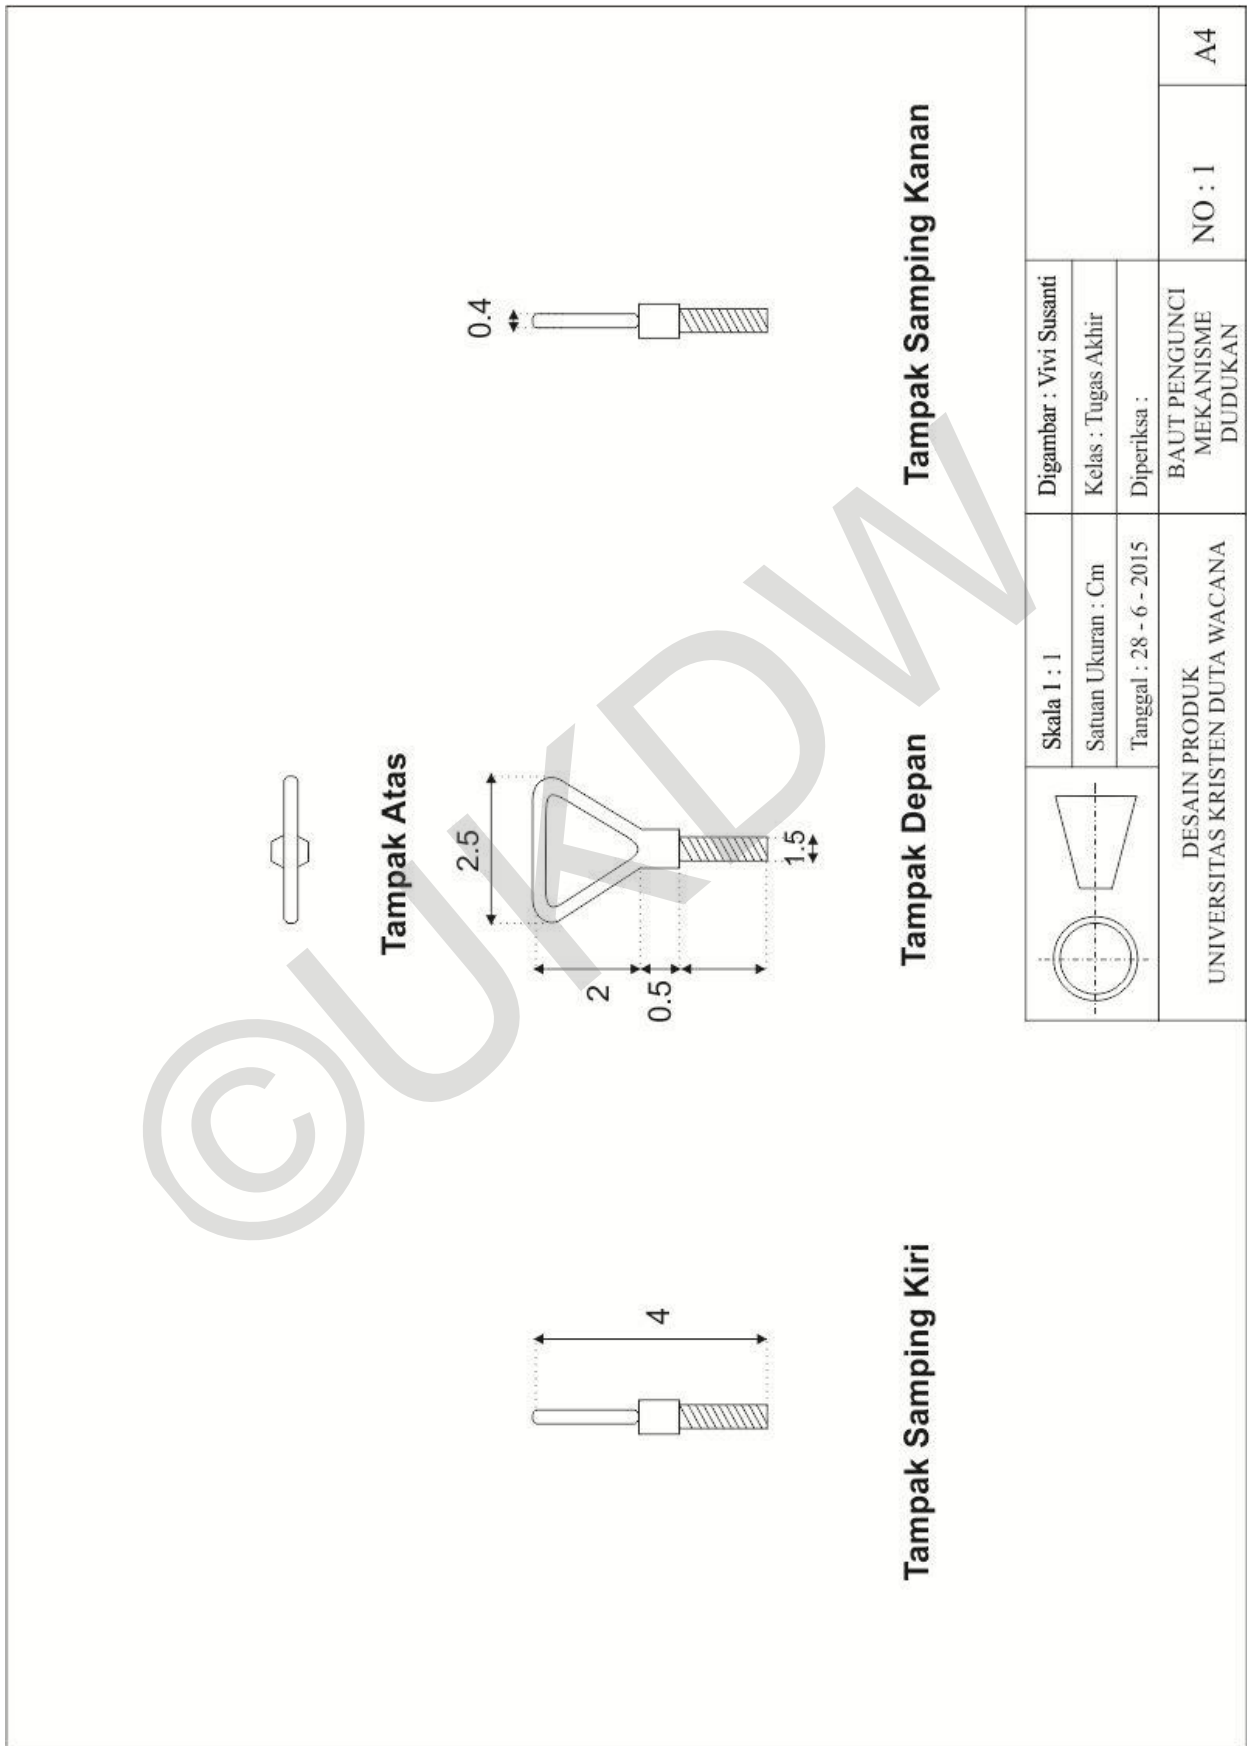 Tampak Atas
2.5
0.4
2
0.5
4
1.5
Tampak Samping Kiri
Tampak Depan
Tampak Samping Kanan
Skala 1 : 1
Digambar : Vivi Susanti
Satuan Ukuran : Cm
Kelas : Tugas Akhir
Tanggal : 28 - 6 - 2015
Diperiksa :
DESAIN PRODUK
UNIVERSITAS KRISTEN DUTA WACANA
BAUT PENGUNCI
MEKANISME
DUDUKAN
NO : 1
A4
©UKDW